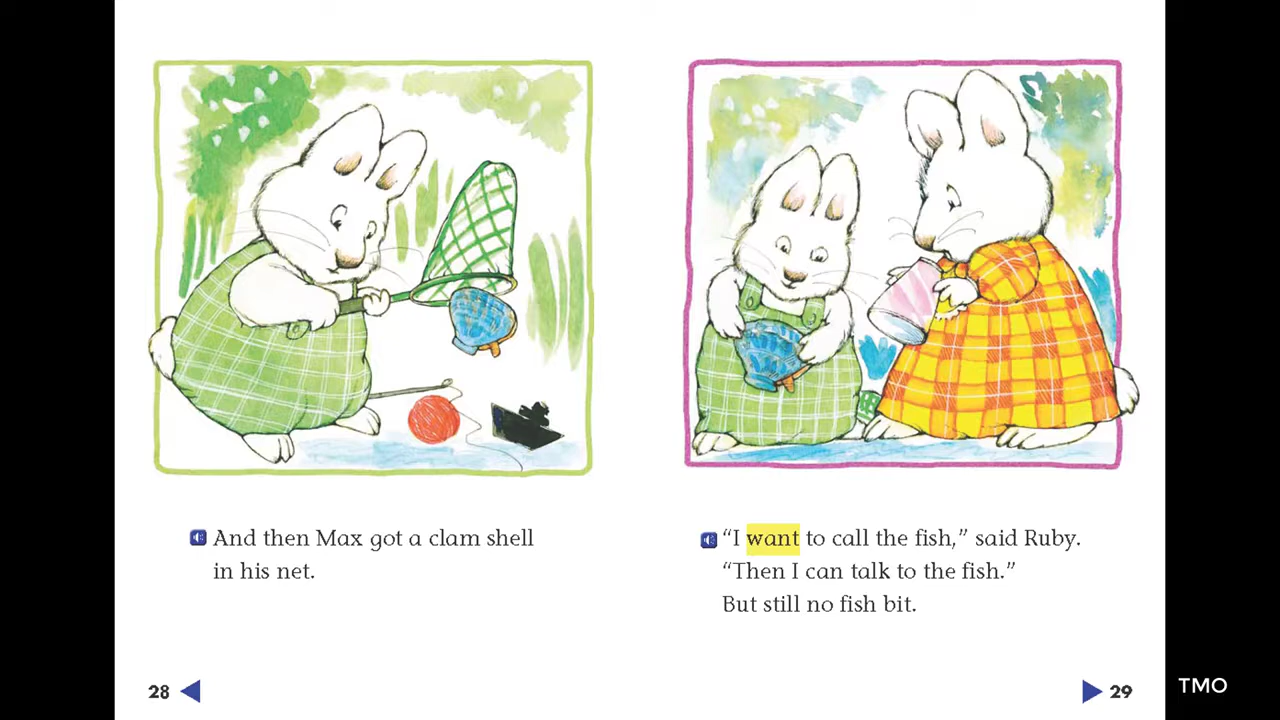 And then Max got a clam shell
in his net.
“I want to call the fish,” said Ruby.
“Then I can talk to the fish.”
But still no fish bit.
28
29
TMO